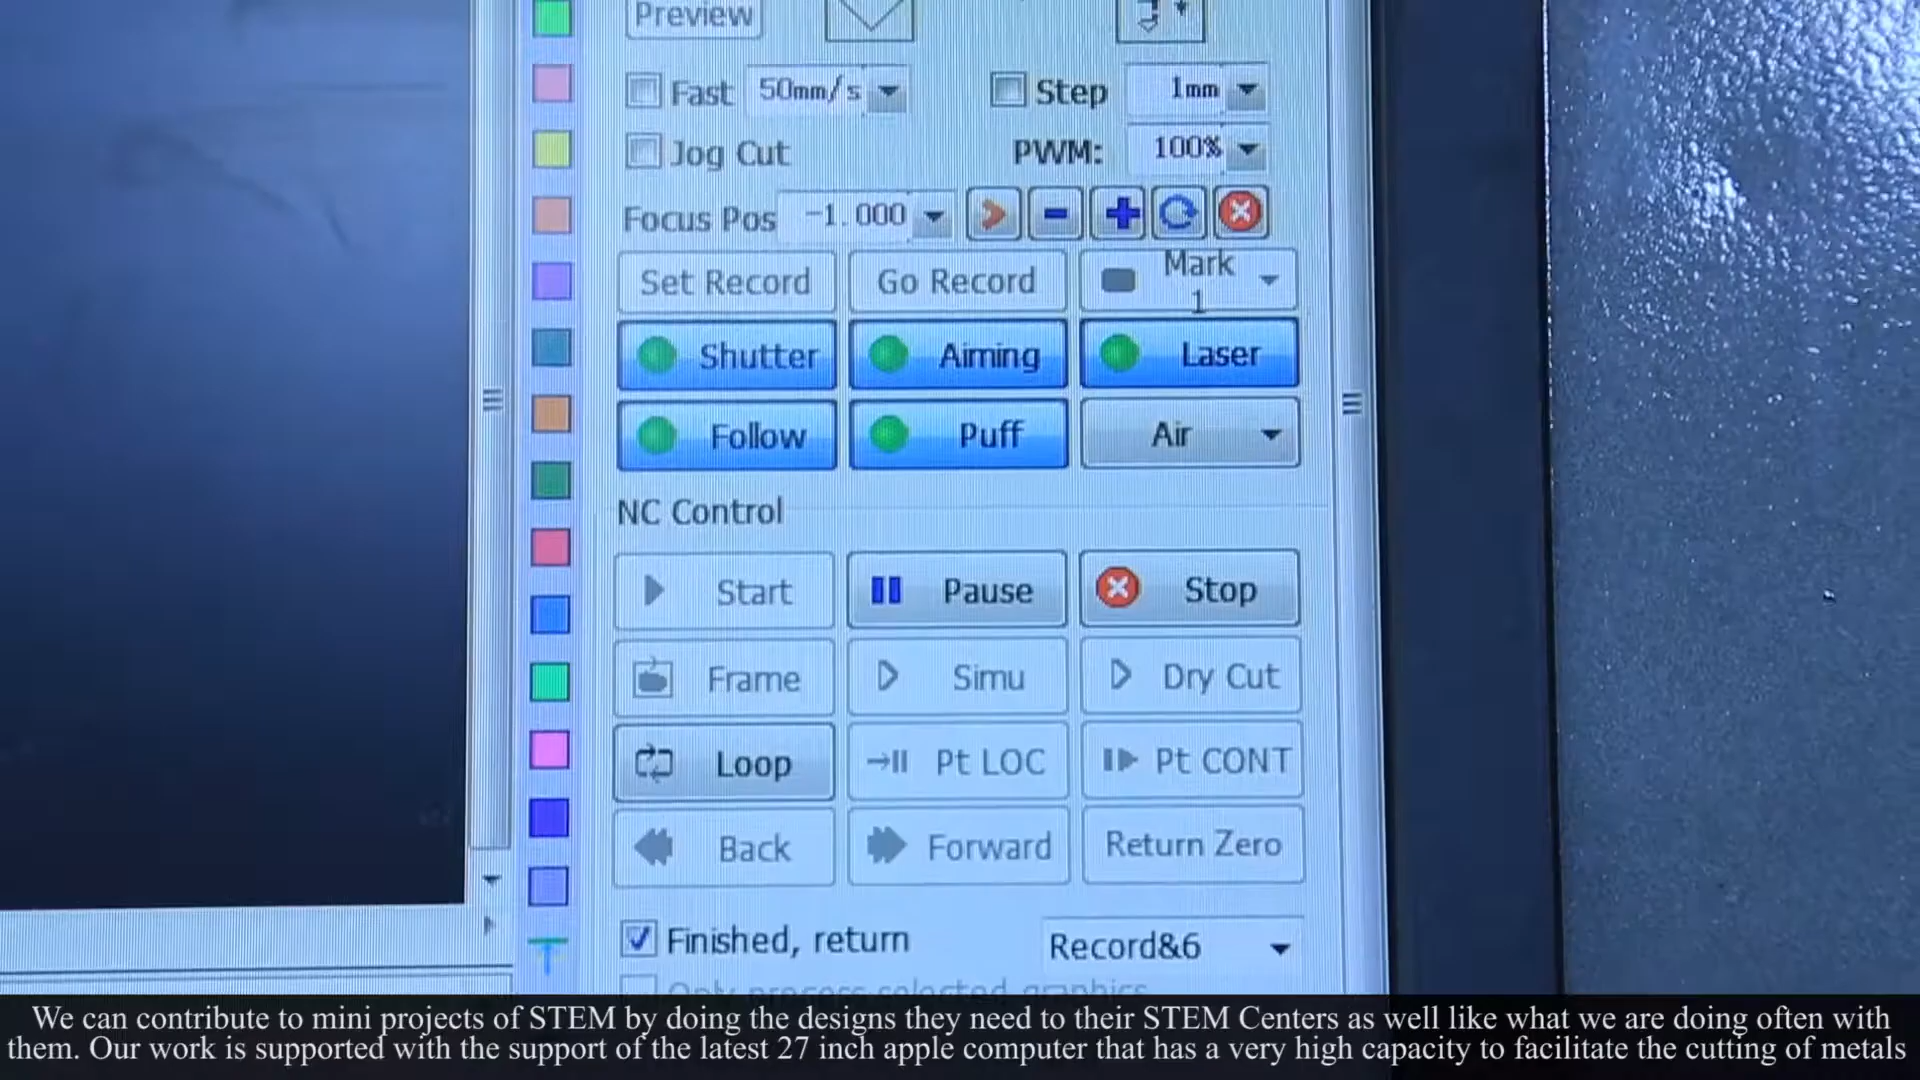 Preview
Fast 50mm/s Step 1mm
Jog Cut PWM: 100%
Focus Pos -1.000
Set Record Go Record Mark 1
Shutter Aiming Laser
Follow Puff Air
NC Control
Start Pause Stop
Frame Simu Dry Cut
Loop Pt LOC Pt CONT
Back Forward Return Zero
Finished, return Record&6
Only process selected graphics
We can contribute to mini projects of STEM by doing the designs they need to their STEM Centers as well like what we are doing often with
them. Our work is supported with the support of the latest 27 inch apple computer that has a very high capacity to facilitate the cutting of metals